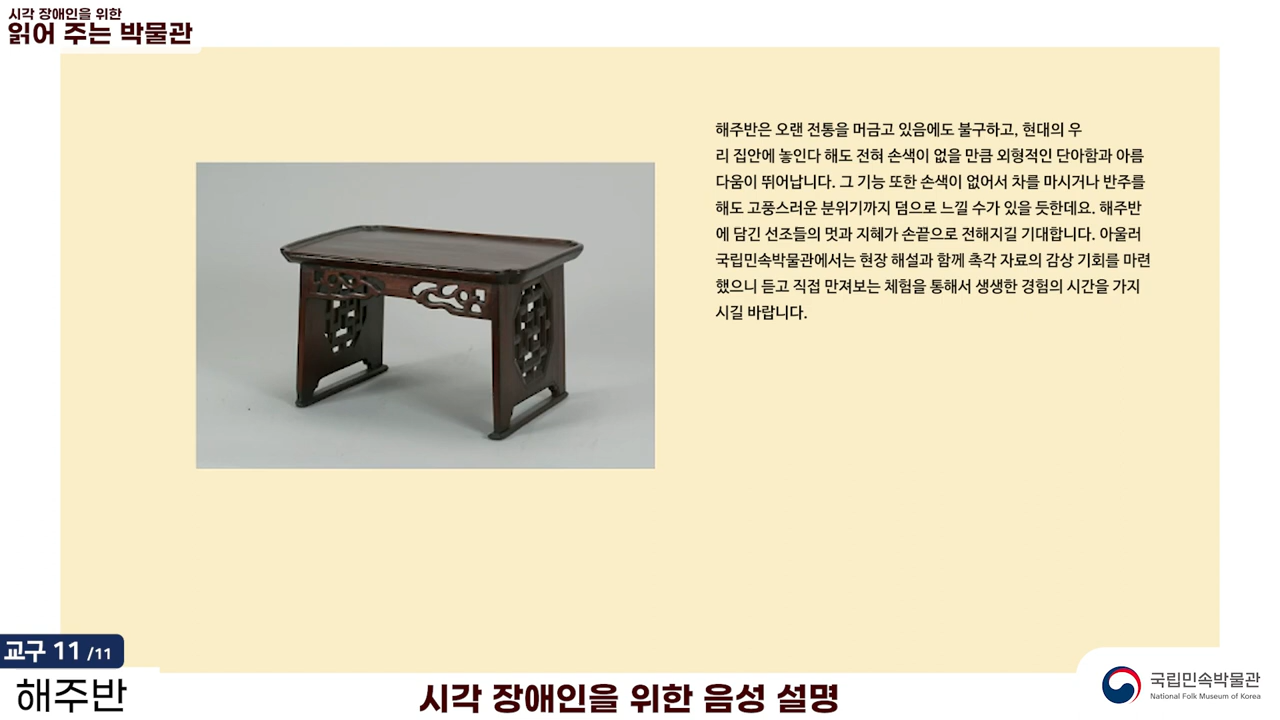 시각 장애인을 위한
읽어 주는 박물관
해주반은 오랜 전통을 머금고 있음에도 불구하고, 현대의 우
리 집안에 놓인다 해도 전혀 손색이 없을 만큼 외형적인 단아함과 아름
다움이 뛰어납니다. 그 기능 또한 손색이 없어서 차를 마시거나 반주를
해도 고풍스러운 분위기까지 덤으로 느낄 수가 있을 듯한데요. 해주반
에 담긴 선조들의 멋과 지혜가 손끝으로 전해지길 기대합니다. 아울러
국립민속박물관에서는 현장 해설과 함께 촉각 자료의 감상 기회를 마련
했으니 듣고 직접 만져보는 체험을 통해서 생생한 경험의 시간을 가지
시길 바랍니다.
교구 11 /11
해주반
시각 장애인을 위한 음성 설명
국립민속박물관
National Folk Museum of Korea